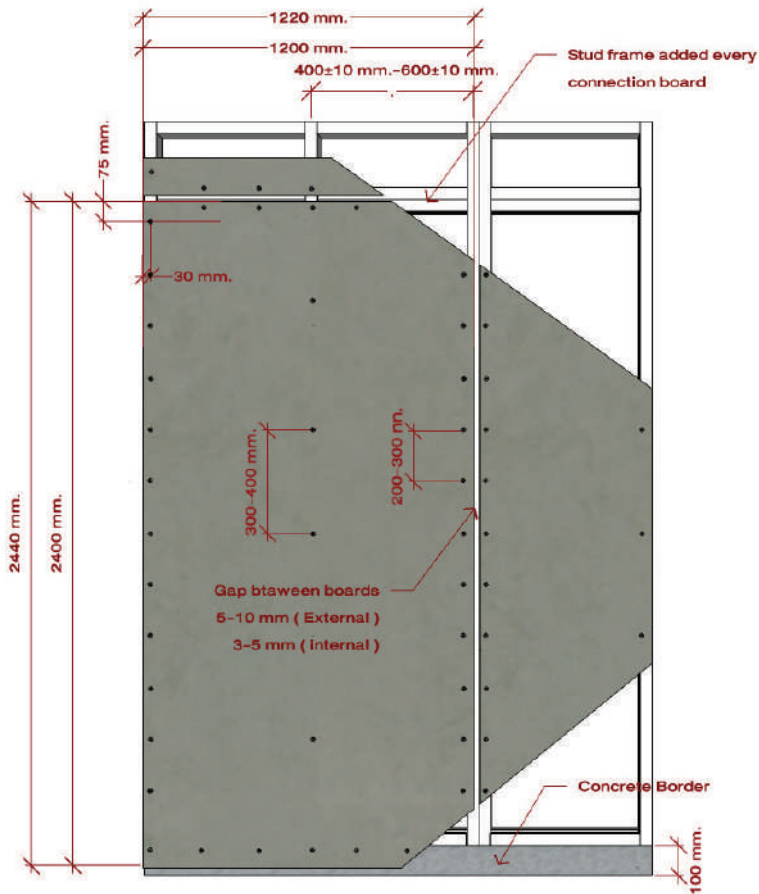 1220 mm.
1200 mm.
400±10 mm.-600±10 mm.
Stud frame added every
connection board
75 mm.
30 mm.
2440 mm.
2400 mm.
300-400 mm.
200-300 nn.
Gap btaween boards
5-10 mm ( External )
3-5 mm ( internal )
Concrete Border
100 mm.